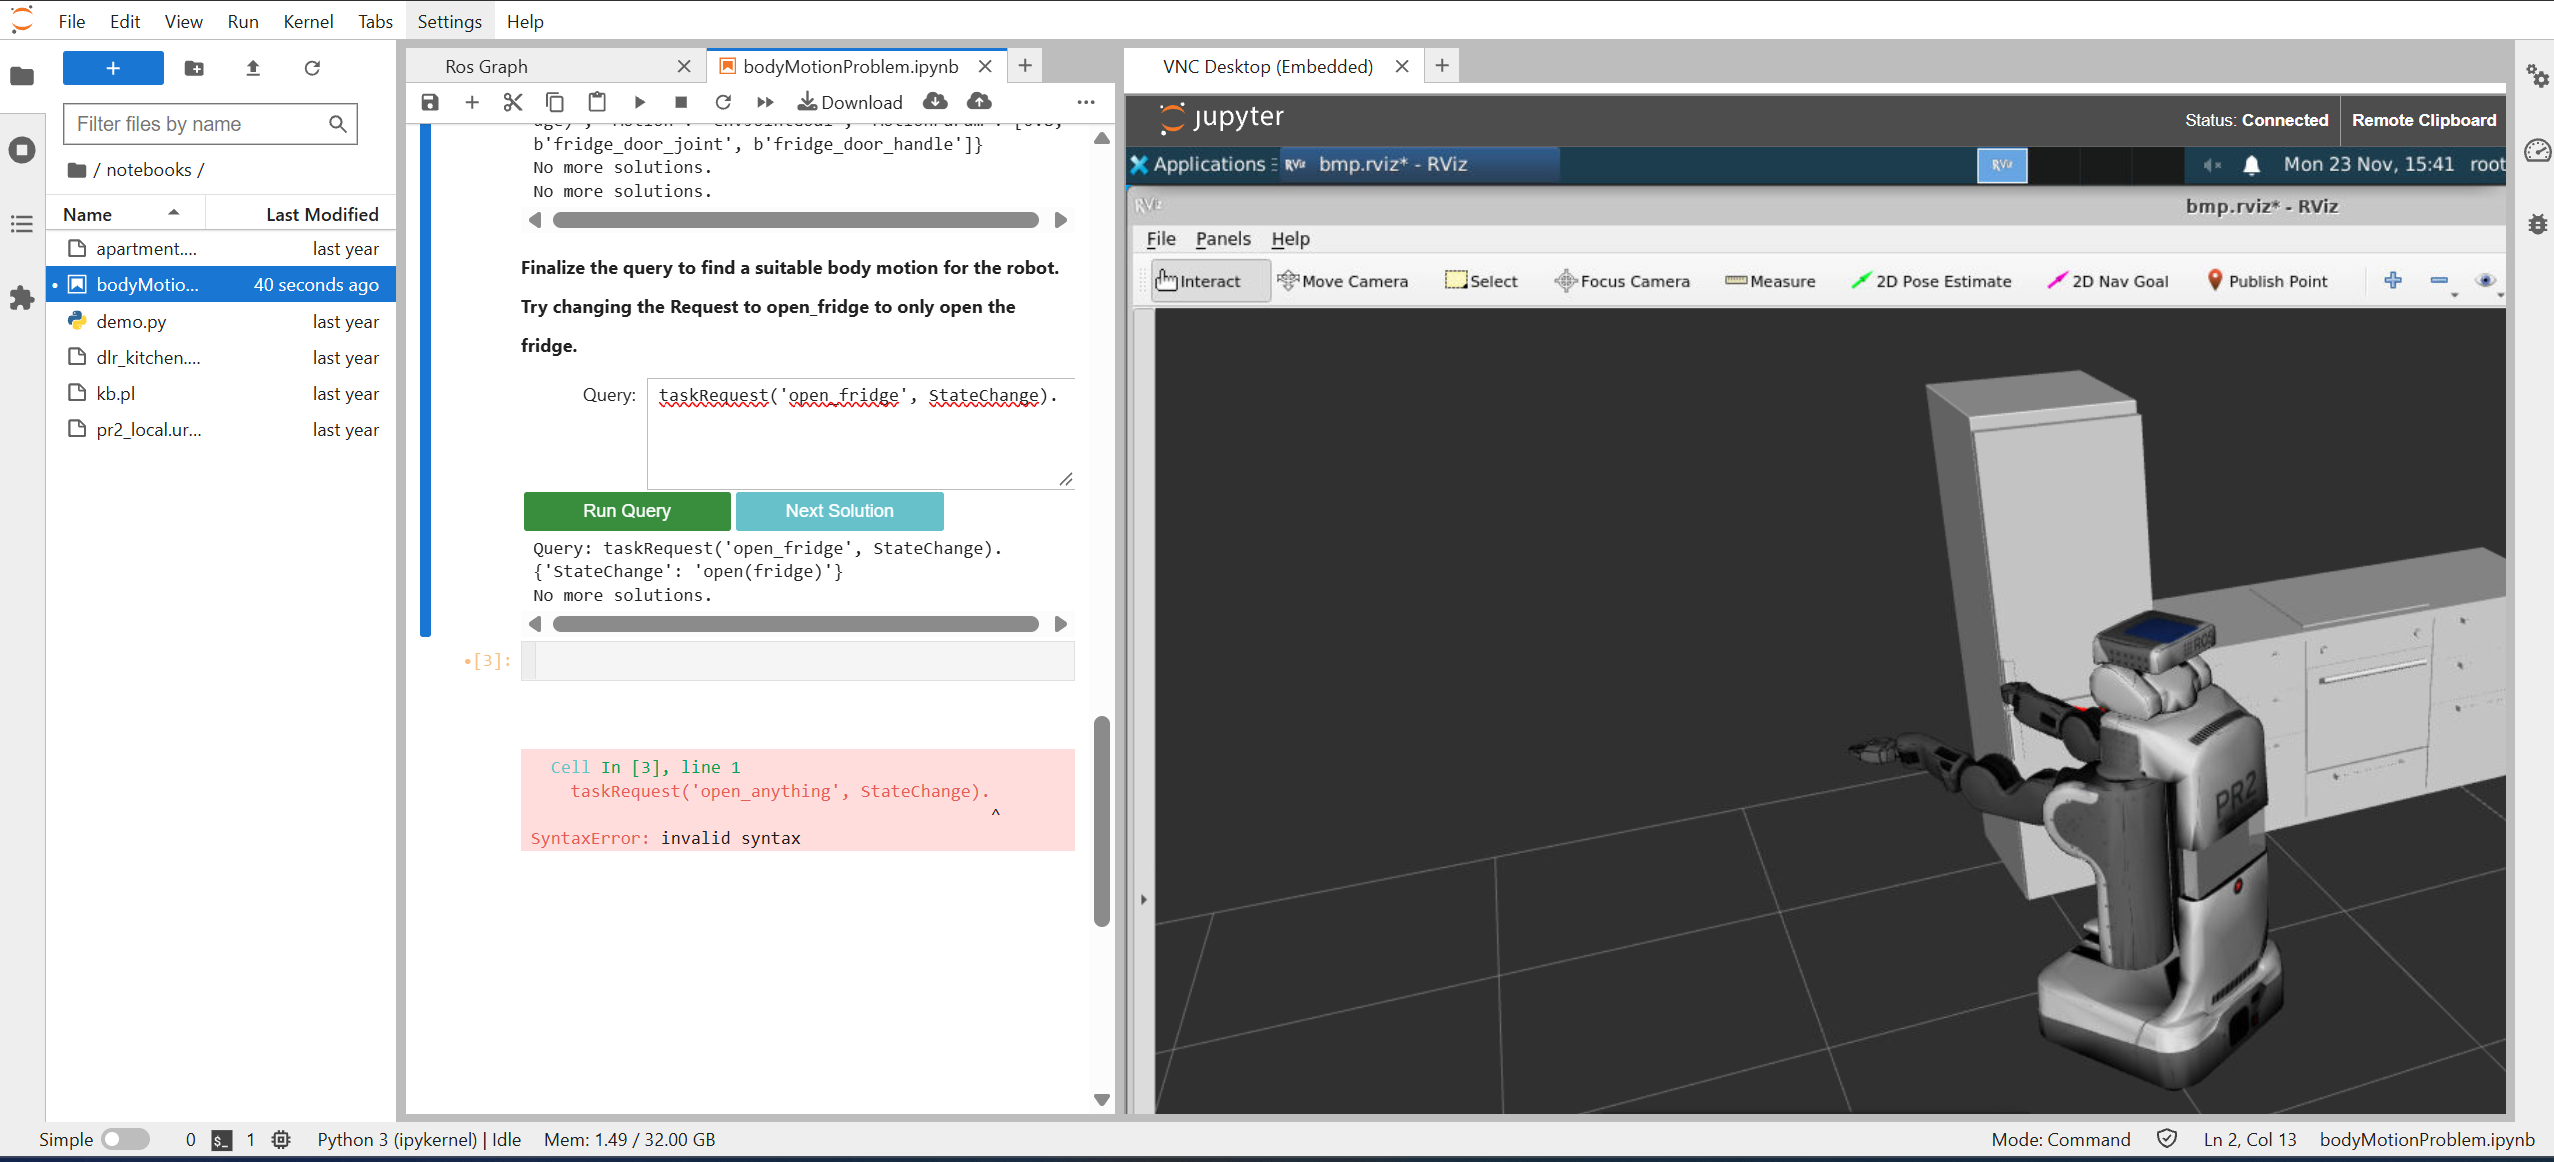 File Edit View Run Kernel Tabs Settings Help
+
Filter files by name
/ notebooks /
Name Last Modified
apartment.... last year
bodyMotio... 40 seconds ago
demo.py last year
dlr_kitchen.... last year
kb.pl last year
pr2_local.ur... last year
Ros Graph
bodyMotionProblem.ipynb
Download
b'fridge_door_joint', b'fridge_door_handle']}
No more solutions.
No more solutions.
Finalize the query to find a suitable body motion for the robot.
Try changing the Request to open_fridge to only open the
fridge.
Query: taskRequest('open_fridge', StateChange).
Run Query Next Solution
Query: taskRequest('open_fridge', StateChange).
{'StateChange': 'open(fridge)'}
No more solutions.
[3]:
Cell In [3], line 1
taskRequest('open_anything', StateChange).
^
SyntaxError: invalid syntax
VNC Desktop (Embedded)
jupyter
Status: Connected Remote Clipboard
Applications RViz bmp.rviz* - RViz RViz Mon 23 Nov, 15:41 root
RViz bmp.rviz* - RViz
File Panels Help
Interact Move Camera Select Focus Camera Measure 2D Pose Estimate 2D Nav Goal Publish Point
ROS
PR2
Simple 0 $_ 1 Python 3 (ipykernel) | Idle Mem: 1.49 / 32.00 GB
Mode: Command Ln 2, Col 13 bodyMotionProblem.ipynb